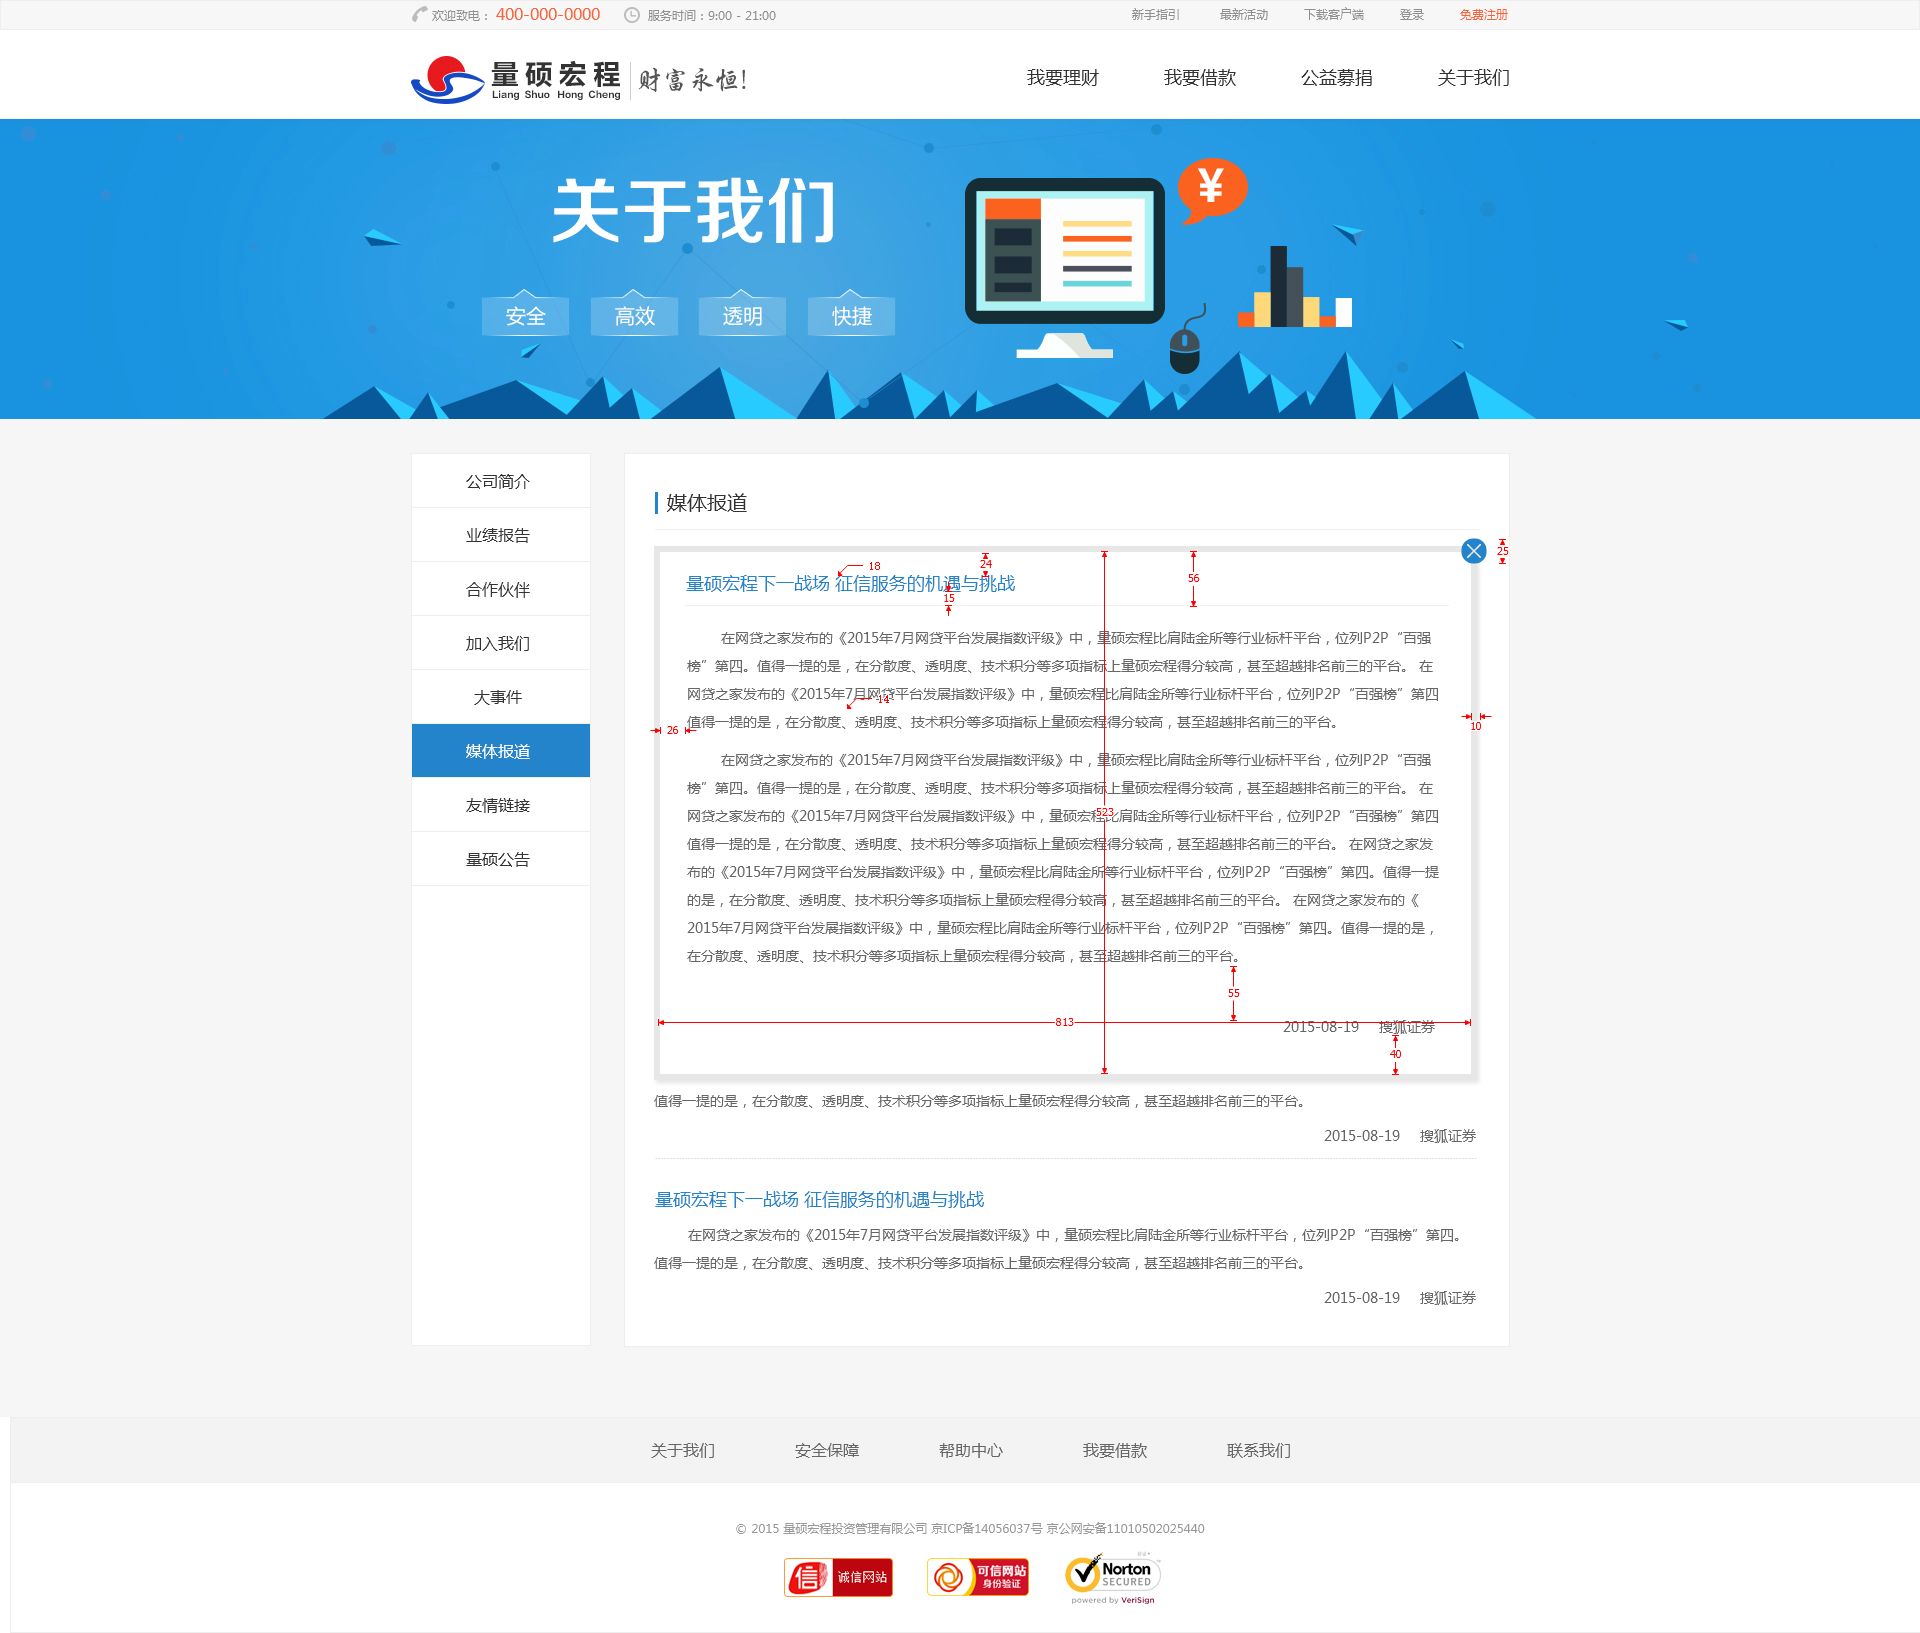 欢迎致电： 400-000-0000 服务时间：9:00 - 21:00 新手指引 最新活动 下载客户端 登录 免费注册
量硕宏程 财富永恒！ 我要理财 我要借款 公益募捐 关于我们
Liang Shuo Hong Cheng
关于我们
¥
安全 高效 透明 快捷
公司简介
业绩报告
合作伙伴
加入我们
大事件
媒体报道
友情链接
量硕公告
媒体报道
25
24
18
56
量硕宏程下一战场 征信服务的机遇与挑战
15
在网贷之家发布的《2015年7月网贷平台发展指数评级》中，量硕宏程比肩陆金所等行业标杆平台，位列P2P“百强
榜”第四。值得一提的是，在分散度、透明度、技术积分等多项指标上量硕宏程得分较高，甚至超越排名前三的平台。 在
网贷之家发布的《2015年7月网贷平台发展指数评级》中，量硕宏程比肩陆金所等行业标杆平台，位列P2P“百强榜”第四
14
值得一提的是，在分散度、透明度、技术积分等多项指标上量硕宏程得分较高，甚至超越排名前三的平台。
26
10
在网贷之家发布的《2015年7月网贷平台发展指数评级》中，量硕宏程比肩陆金所等行业标杆平台，位列P2P“百强
榜”第四。值得一提的是，在分散度、透明度、技术积分等多项指标上量硕宏程得分较高，甚至超越排名前三的平台。 在
网贷之家发布的《2015年7月网贷平台发展指数评级》中，量硕宏程比肩陆金所等行业标杆平台，位列P2P“百强榜”第四
523
值得一提的是，在分散度、透明度、技术积分等多项指标上量硕宏程得分较高，甚至超越排名前三的平台。 在网贷之家发
布的《2015年7月网贷平台发展指数评级》中，量硕宏程比肩陆金所等行业标杆平台，位列P2P“百强榜”第四。值得一提
的是，在分散度、透明度、技术积分等多项指标上量硕宏程得分较高，甚至超越排名前三的平台。 在网贷之家发布的《
2015年7月网贷平台发展指数评级》中，量硕宏程比肩陆金所等行业标杆平台，位列P2P“百强榜”第四。值得一提的是，
在分散度、透明度、技术积分等多项指标上量硕宏程得分较高，甚至超越排名前三的平台。
55
813
2015-08-19 搜狐证券
40
值得一提的是，在分散度、透明度、技术积分等多项指标上量硕宏程得分较高，甚至超越排名前三的平台。
2015-08-19 搜狐证券
量硕宏程下一战场 征信服务的机遇与挑战
在网贷之家发布的《2015年7月网贷平台发展指数评级》中，量硕宏程比肩陆金所等行业标杆平台，位列P2P“百强榜”第四。
值得一提的是，在分散度、透明度、技术积分等多项指标上量硕宏程得分较高，甚至超越排名前三的平台。
2015-08-19 搜狐证券
关于我们 安全保障 帮助中心 我要借款 联系我们
© 2015 量硕宏程投资管理有限公司 京ICP备14056037号 京公网安备11010502025440
信 诚信网站
可信网站
身份验证
Norton
SECURED
powered by VeriSign